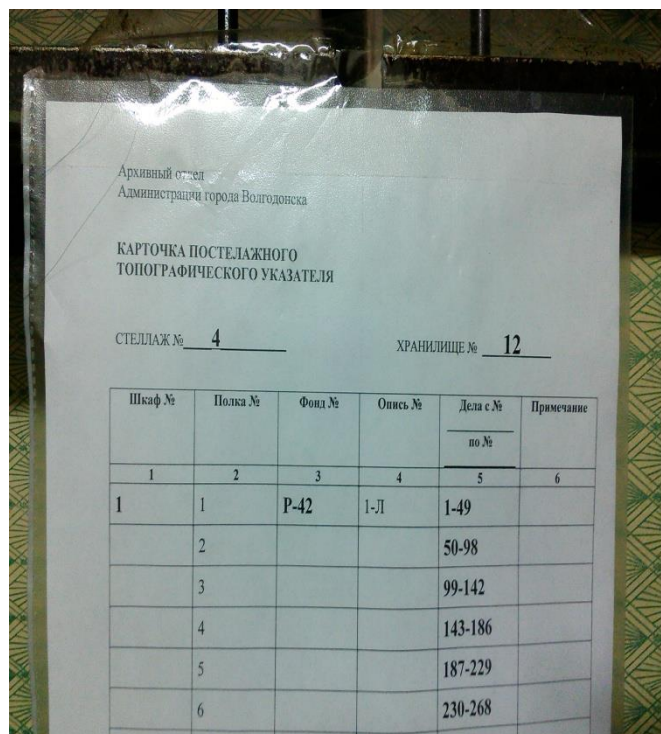 Архивный отдел
Администрации города Волгодонска
КАРТОЧКА ПОСТЕЛАЖНОГО
ТОПОГРАФИЧЕСКОГО УКАЗАТЕЛЯ
СТЕЛЛАЖ № 4 ХРАНИЛИЩЕ № 12
Шкаф № Полка № Фонд № Опись № Дела с № Примечание
по №
1 2 3 4 5 6
1 1 Р-42 1-Л 1-49
2 50-98
3 99-142
4 143-186
5 187-229
6 230-268